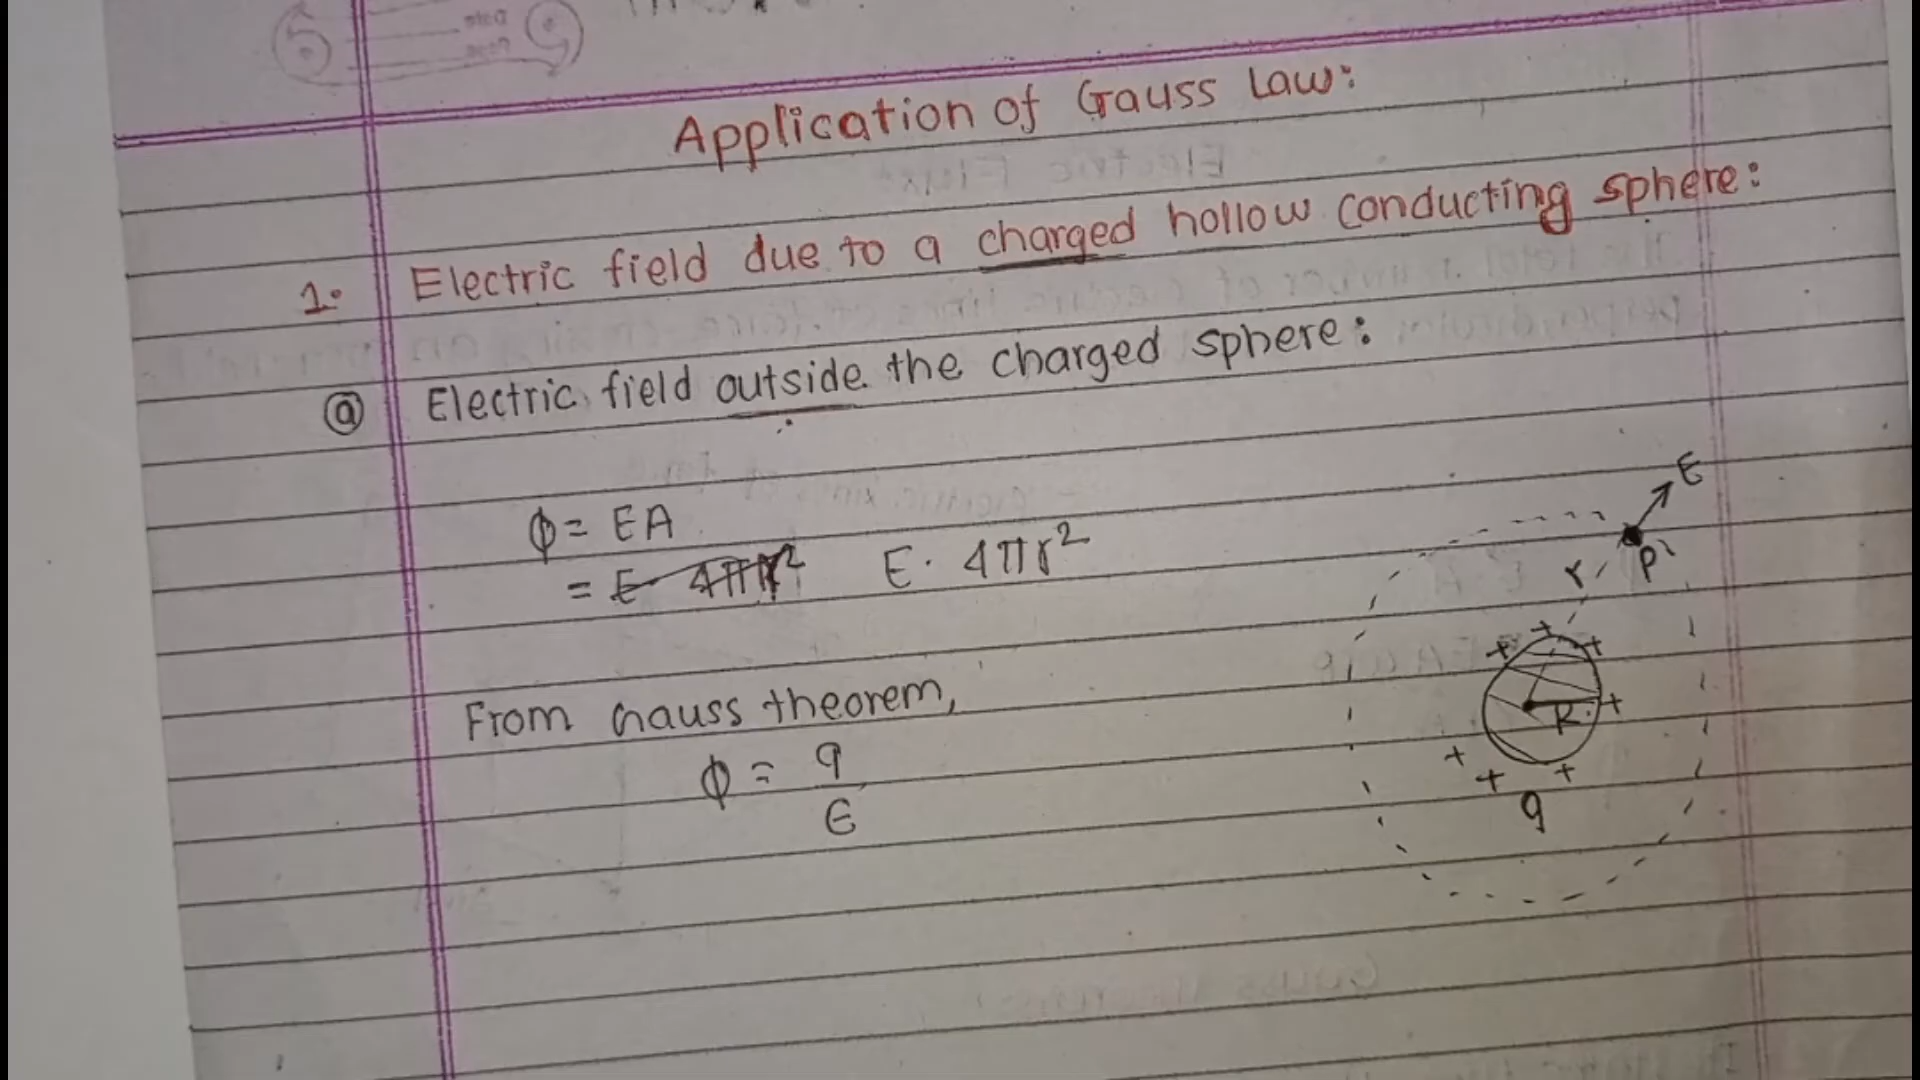 Application of Gauss Law:
1. Electric field due to a charged hollow conducting sphere:
(a) Electric field outside the charged sphere:
ϕ = EA
= E 4πr² E. 4πr²
From Gauss theorem,
ϕ = q
ϵ
E
r P
R
+ + + + + + +
q